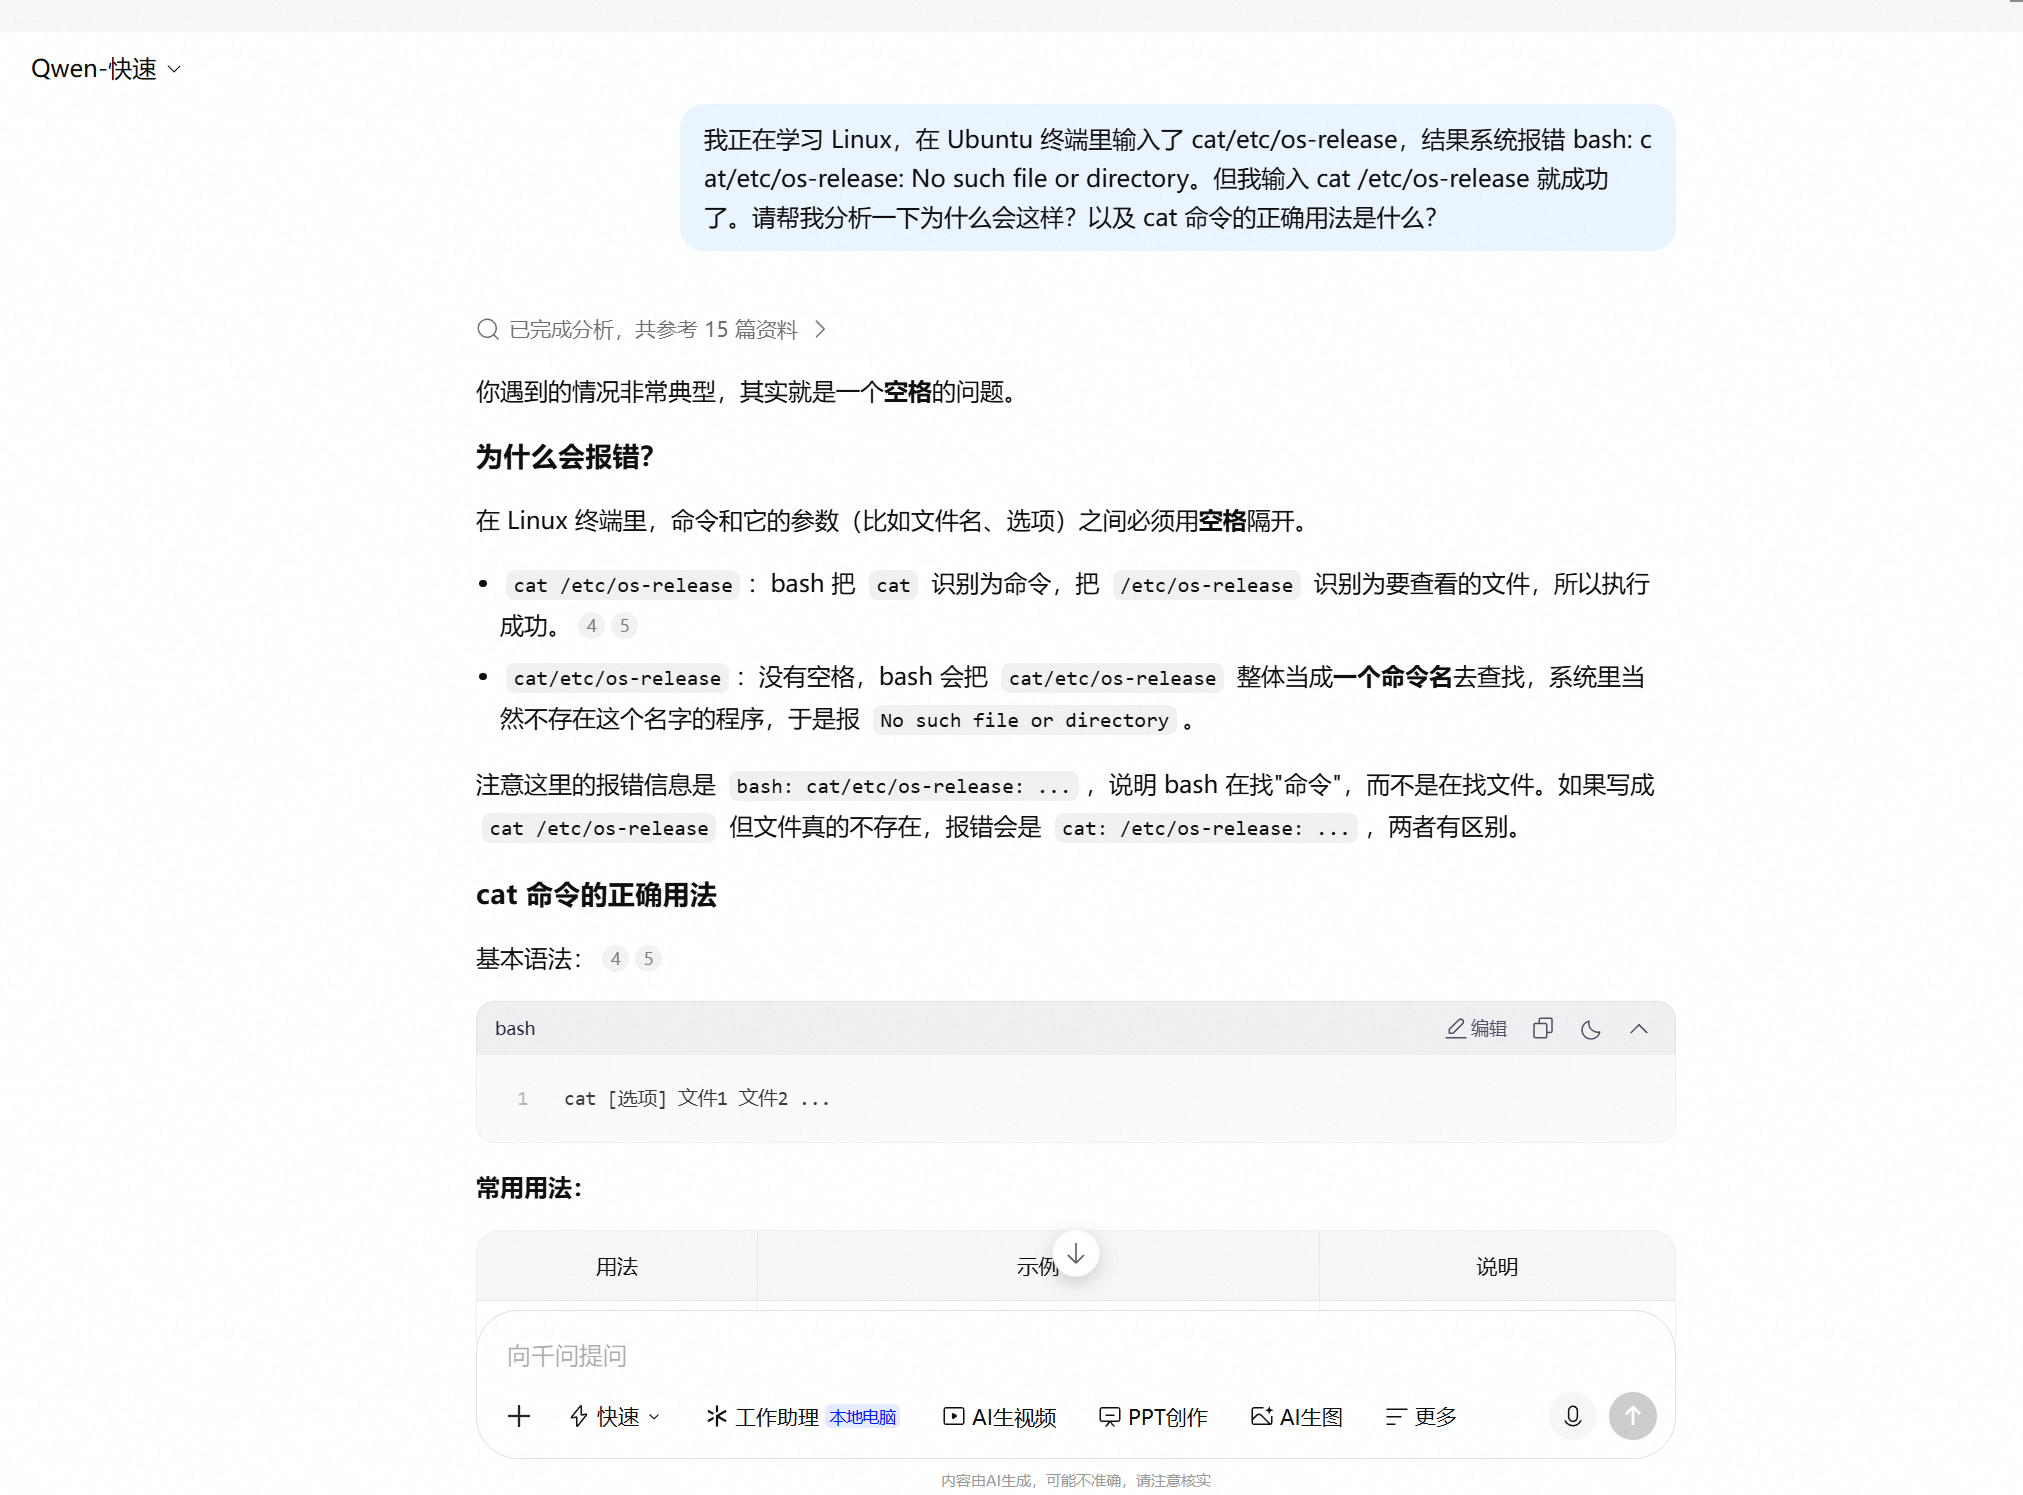 Qwen-快速
我正在学习 Linux，在 Ubuntu 终端里输入了 cat/etc/os-release，结果系统报错 bash: c
at/etc/os-release: No such file or directory。但我输入 cat /etc/os-release 就成功
了。请帮我分析一下为什么会这样？以及 cat 命令的正确用法是什么？
已完成分析，共参考 15 篇资料
你遇到的情况非常典型，其实就是一个空格的问题。
为什么会报错？
在 Linux 终端里，命令和它的参数（比如文件名、选项）之间必须用空格隔开。
• cat /etc/os-release ：bash 把 cat 识别为命令，把 /etc/os-release 识别为要查看的文件，所以执行
成功。 4 5
• cat/etc/os-release ：没有空格，bash 会把 cat/etc/os-release 整体当成一个命令名去查找，系统里当
然不存在这个名字的程序，于是报 No such file or directory 。
注意这里的报错信息是 bash: cat/etc/os-release: ... ，说明 bash 在找"命令"，而不是在找文件。如果写成
cat /etc/os-release 但文件真的不存在，报错会是 cat: /etc/os-release: ... ，两者有区别。
cat 命令的正确用法
基本语法： 4 5
bash 编辑
1 cat [选项] 文件1 文件2 ...
常用用法：
用法 示例 说明
向千问提问
快速 工作助理 本地电脑 AI生视频 PPT创作 AI生图 更多
内容由AI生成，可能不准确，请注意核实